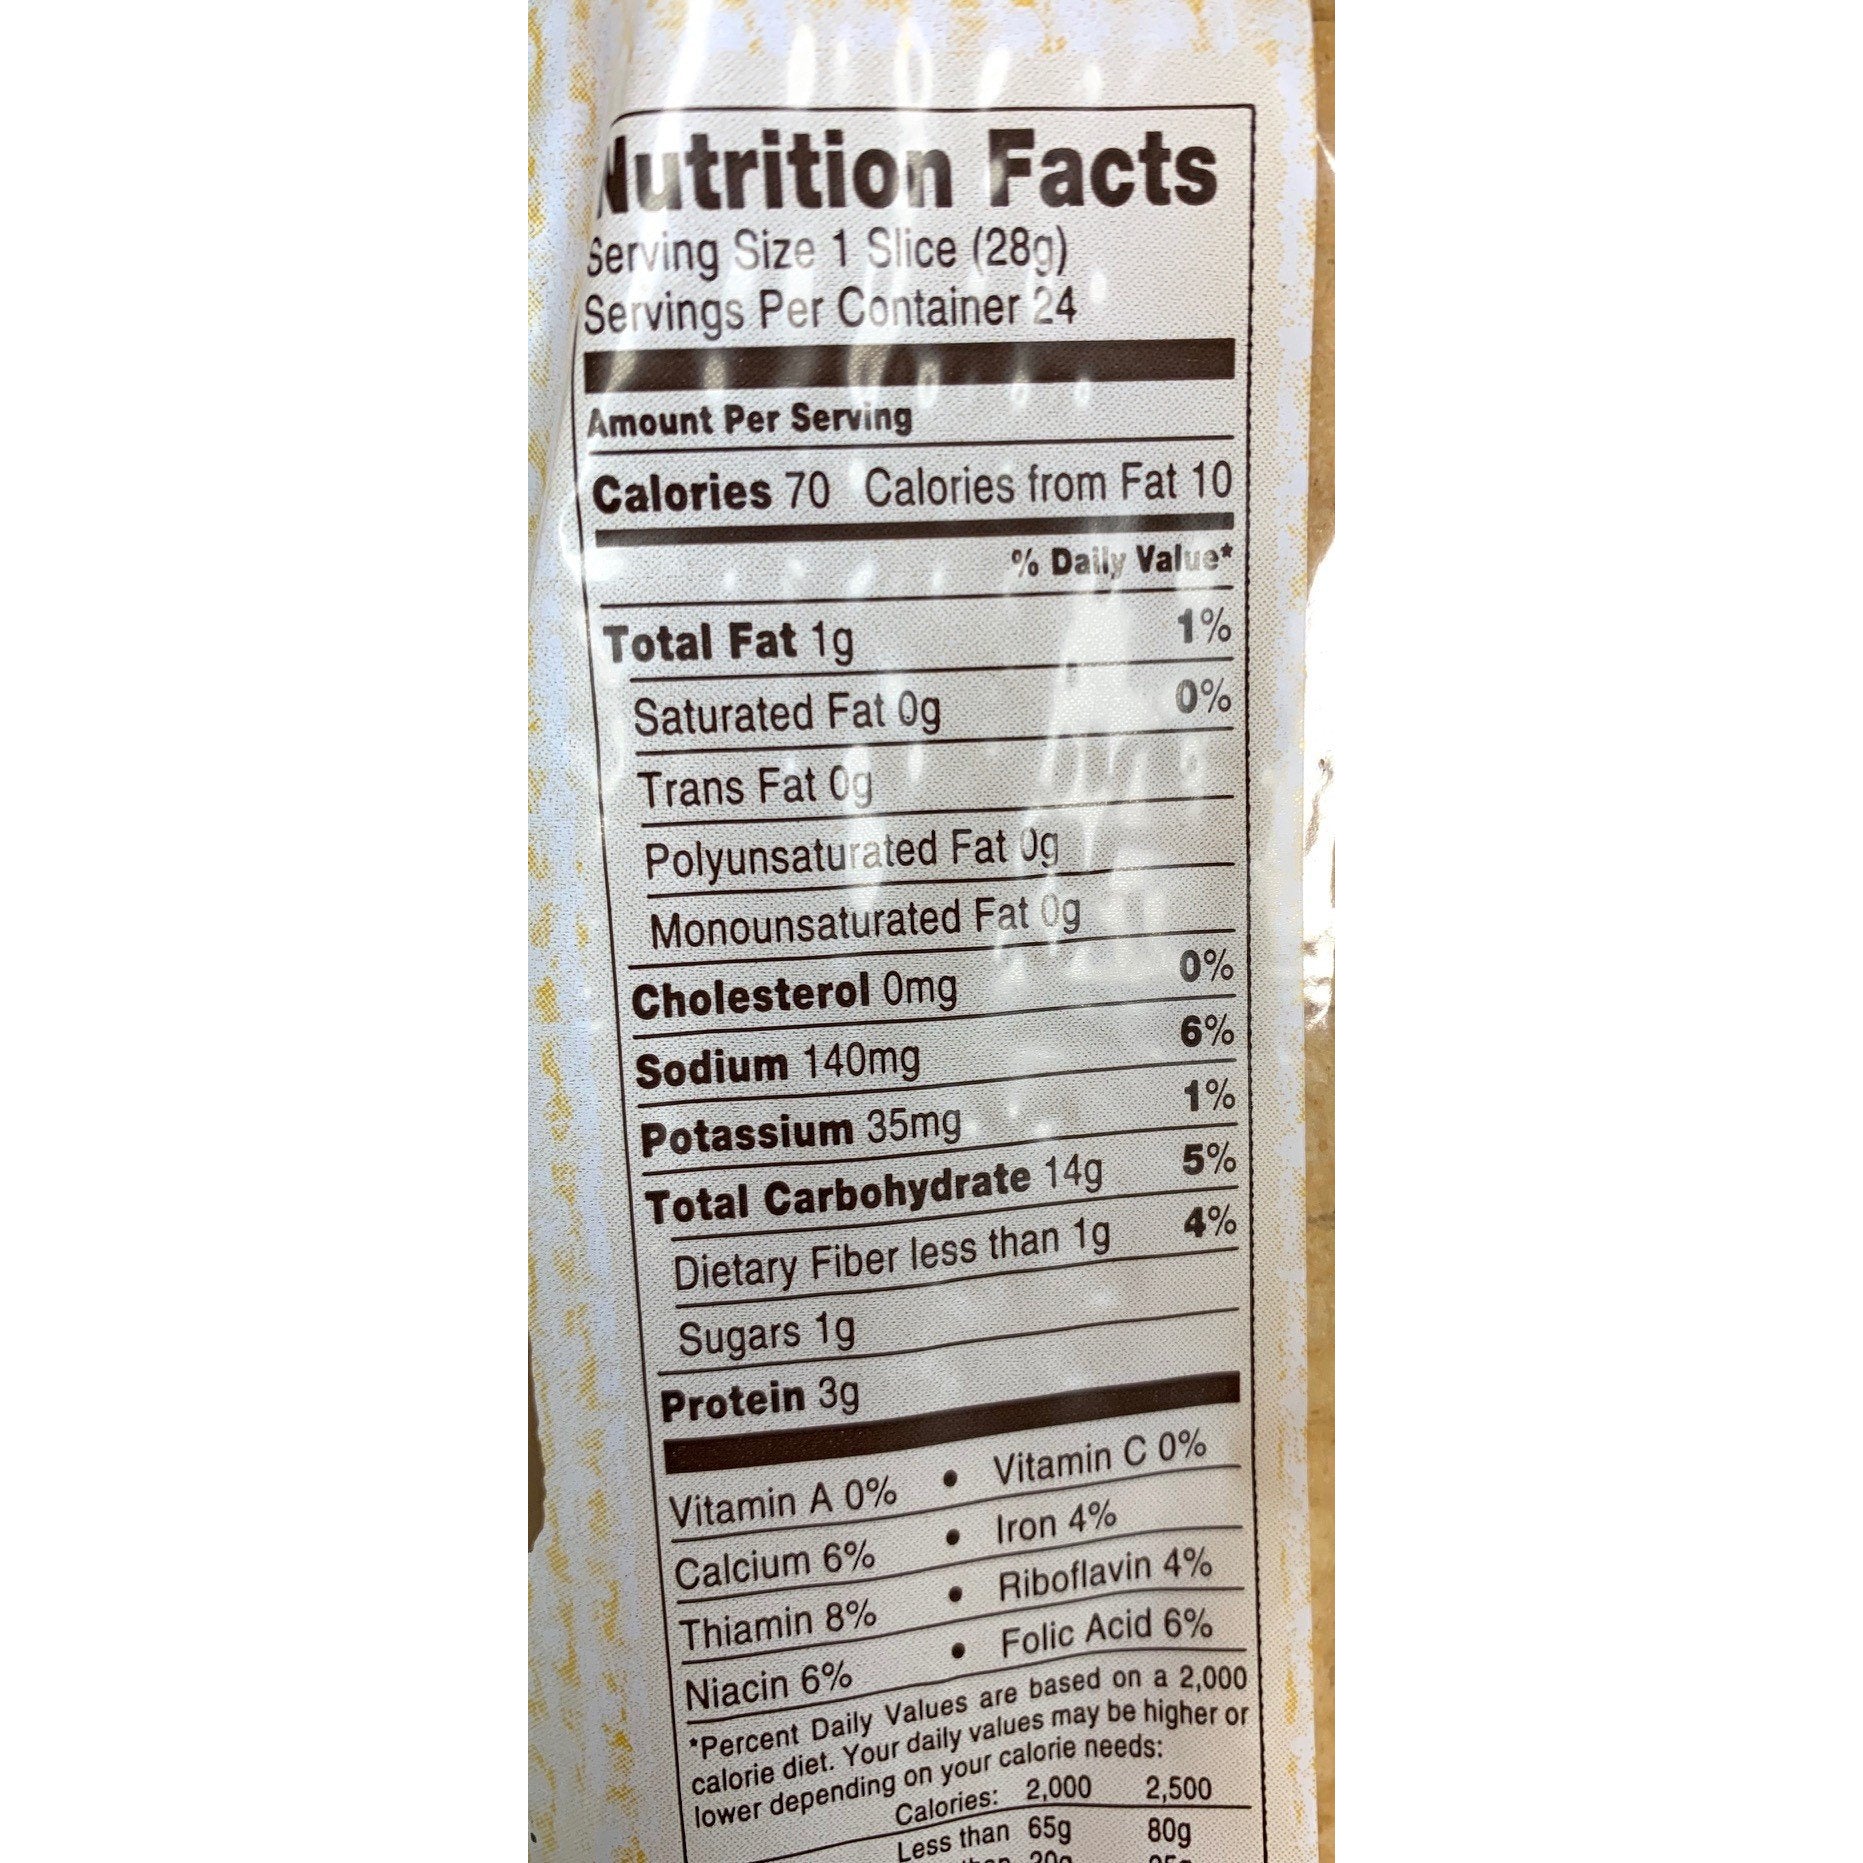 Nutrition Facts
Serving Size 1 Slice (28g)
Servings Per Container 24
Amount Per Serving
Calories 70 Calories from Fat 10
% Daily Value*
Total Fat 1g 1%
Saturated Fat 0g 0%
Trans Fat 0g
Polyunsaturated Fat 0g
Monounsaturated Fat 0g
Cholesterol 0mg 0%
Sodium 140mg 6%
Potassium 35mg 1%
Total Carbohydrate 14g 5%
Dietary Fiber less than 1g 4%
Sugars 1g
Protein 3g
Vitamin A 0% • Vitamin C 0%
Calcium 6% • Iron 4%
Thiamin 8% • Riboflavin 4%
Niacin 6% • Folic Acid 6%
*Percent Daily Values are based on a 2,000
calorie diet. Your daily values may be higher or
lower depending on your calorie needs:
Calories: 2,000 2,500
Less than 65g 80g